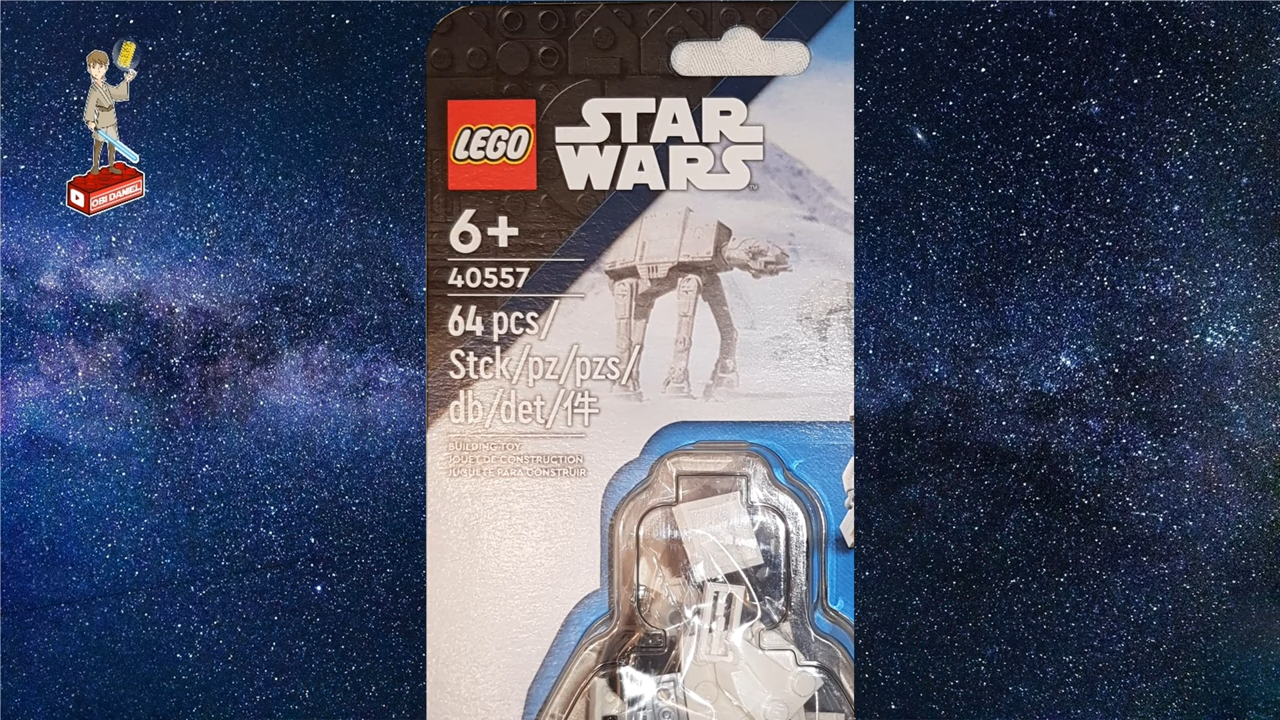 OBI DANIEL
LEGO
STAR
WARS™
6+
40557
64 pcs/
Stck/pz/pzs/
db/det/件
BUILDING TOY
JOUET DE CONSTRUCTION
JUGUETE PARA CONSTRUIR